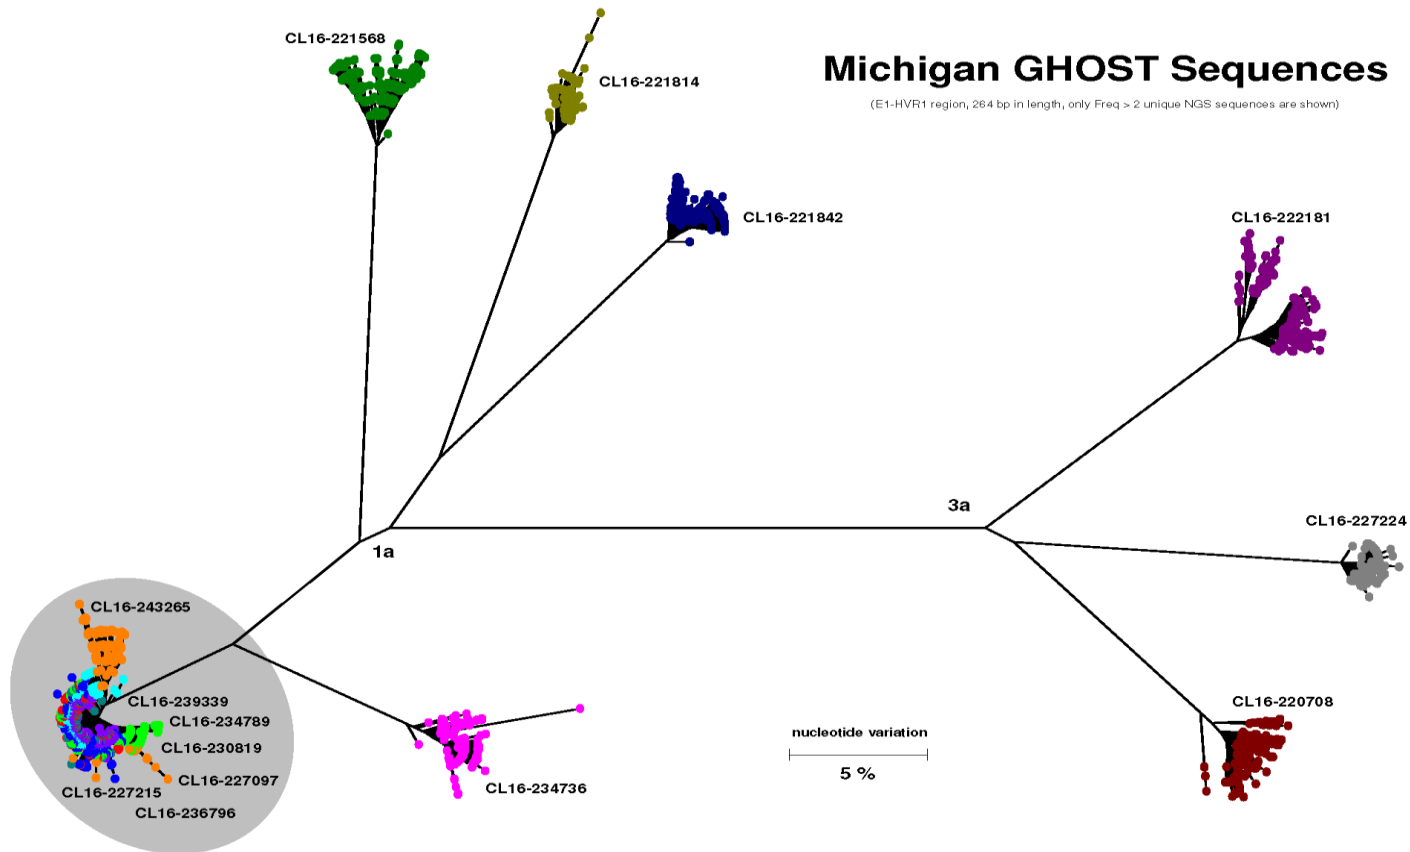 Michigan GHOST Sequences
(E1-HVR1 region, 264 bp in length, only Freq > 2 unique NGS sequences are shown)
CL16-221568
CL16-221814
CL16-221842
CL16-222181
3a
CL16-227224
1a
CL16-243265
CL16-239339
CL16-234789
CL16-230819
CL16-227097
CL16-227215
CL16-236796
CL16-234736
nucleotide variation
5 %
CL16-220708